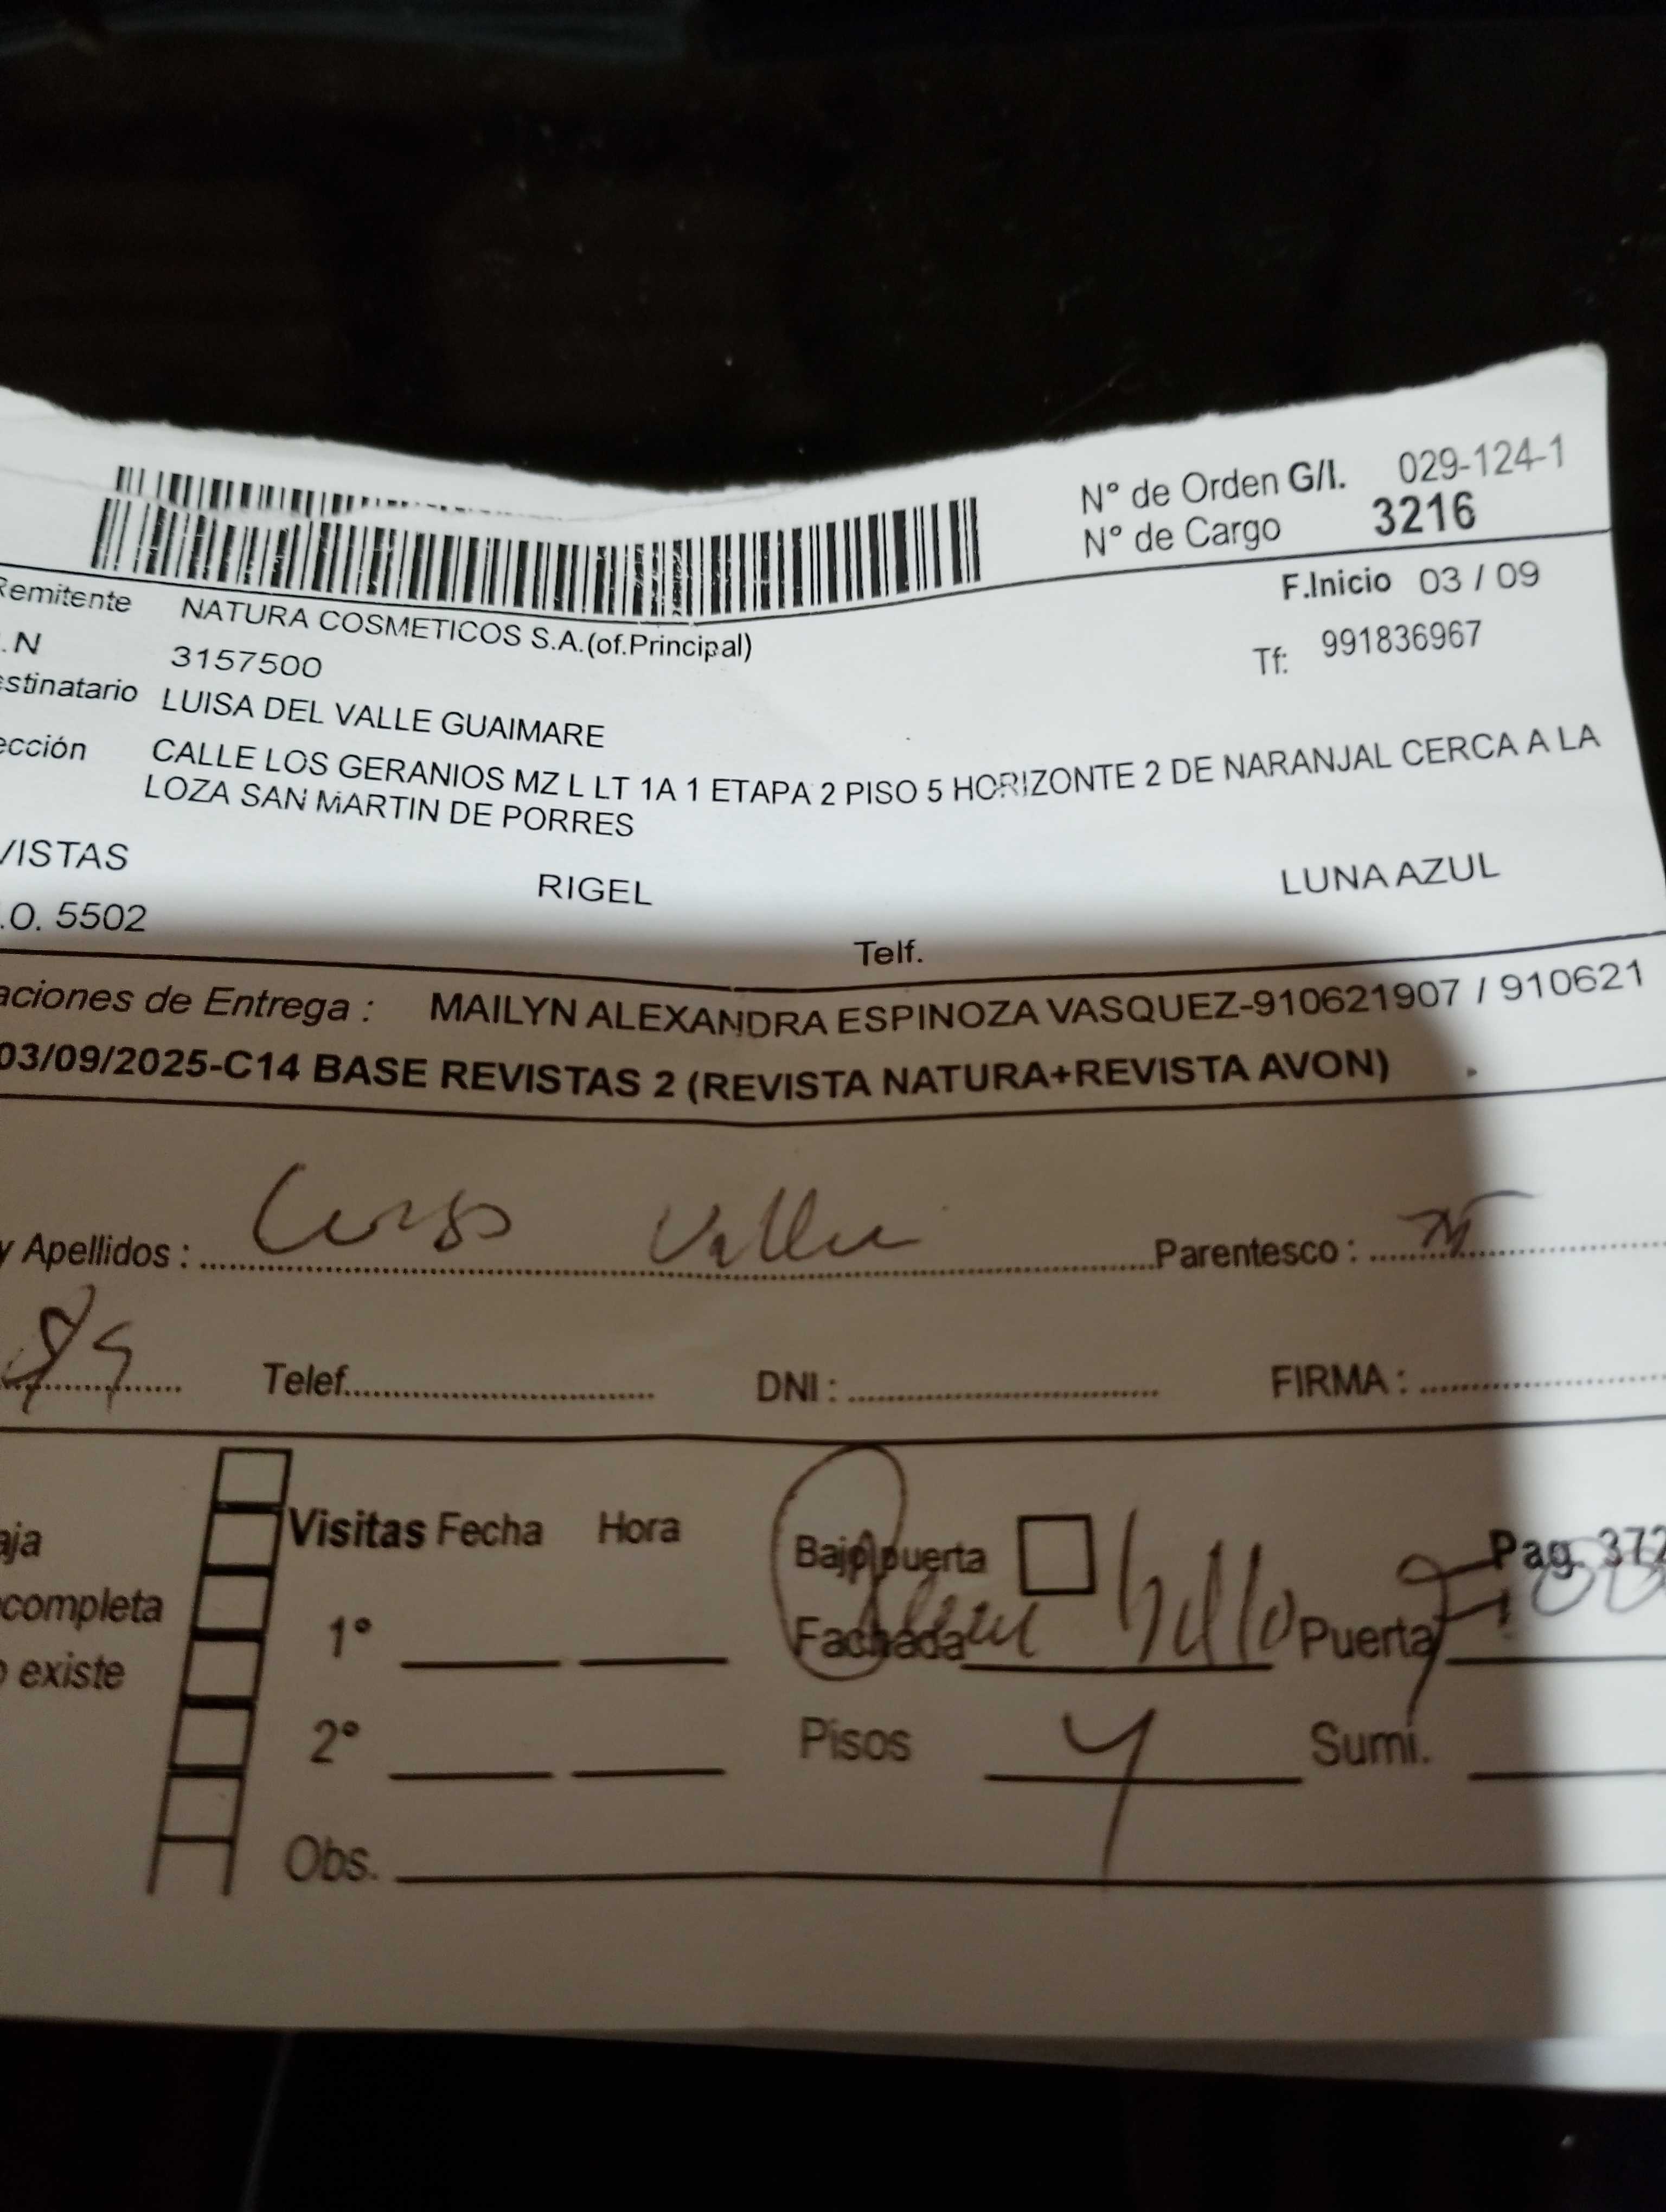 N° de Orden G/I. 029-124-1
N° de Cargo 3216
Remitente NATURA COSMETICOS S.A.(of.Principal) F.Inicio 03 / 09
.N 3157500 Tf: 991836967
estinatario LUISA DEL VALLE GUAIMARE
ección CALLE LOS GERANIOS MZ L LT 1A 1 ETAPA 2 PISO 5 HORIZONTE 2 DE NARANJAL CERCA A LA
LOZA SAN MARTIN DE PORRES
VISTAS RIGEL LUNA AZUL
.O. 5502
Telf.
aciones de Entrega : MAILYN ALEXANDRA ESPINOZA VASQUEZ-910621907 / 910621
03/09/2025-C14 BASE REVISTAS 2 (REVISTA NATURA+REVISTA AVON)
y Apellidos : Parentesco :
Telef. DNI : FIRMA :
Visitas Fecha Hora Bajo puerta Pag. 372
aja
completa 1° Fachada Puerta
o existe
2° Pisos 4 Sumi.
Obs.